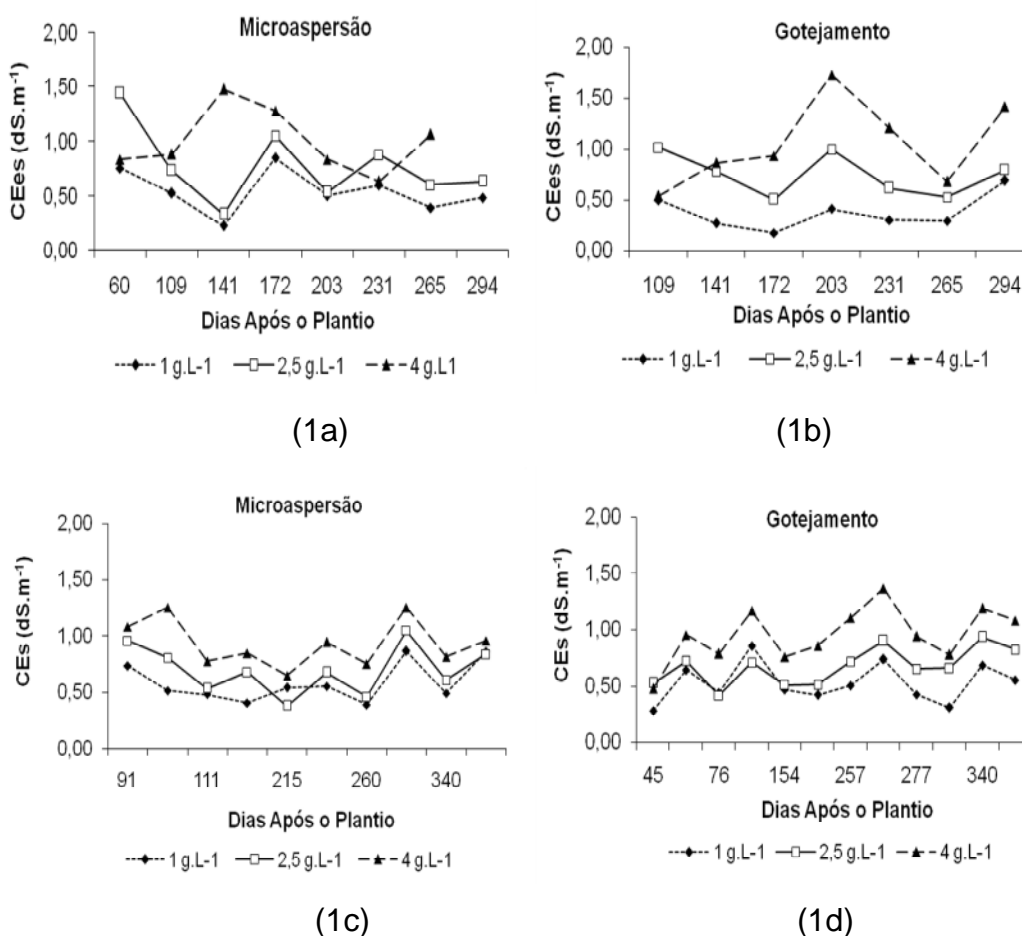 Microaspersão
CEes (dS.m⁻¹)
2,00
1,50
1,00
0,50
0,00
60 109 141 172 203 231 265 294
Dias Após o Plantio
1 g.L-1 2,5 g.L-1 4 g.L1
(1a)
Gotejamento
CEes (dS.m⁻¹)
2,00
1,50
1,00
0,50
0,00
109 141 172 203 231 265 294
Dias Após o Plantio
1 g.L-1 2,5 g.L-1 4 g.L-1
(1b)
Microaspersão
CEs (dS.m⁻¹)
2,00
1,50
1,00
0,50
0,00
91 111 215 260 340
Dias Após o Plantio
1 g.L-1 2,5 g.L-1 4 g.L-1
(1c)
Gotejamento
CEs (dS.m⁻¹)
2,00
1,50
1,00
0,50
0,00
45 76 154 257 277 340
Dias Após o Plantio
1 g.L-1 2,5 g.L-1 4 g.L-1
(1d)